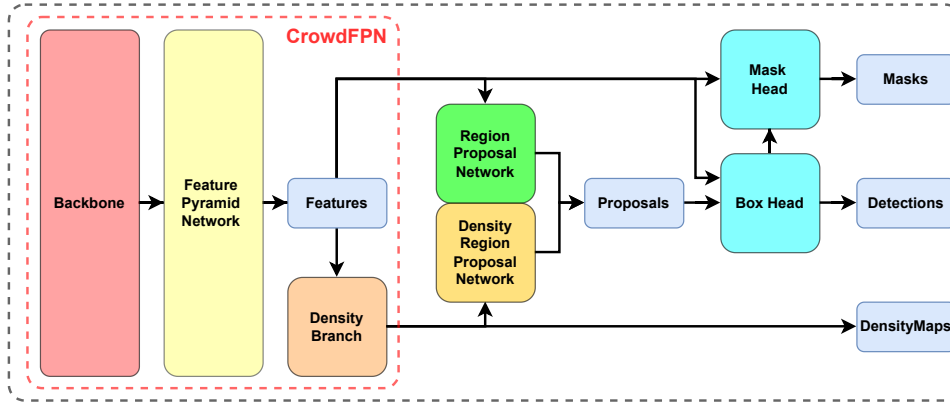 CrowdFPN
Backbone
Feature
Pyramid
Network
Features
Density
Branch
Region
Proposal
Network
Density
Region
Proposal
Network
Proposals
Mask
Head
Box Head
Masks
Detections
DensityMaps